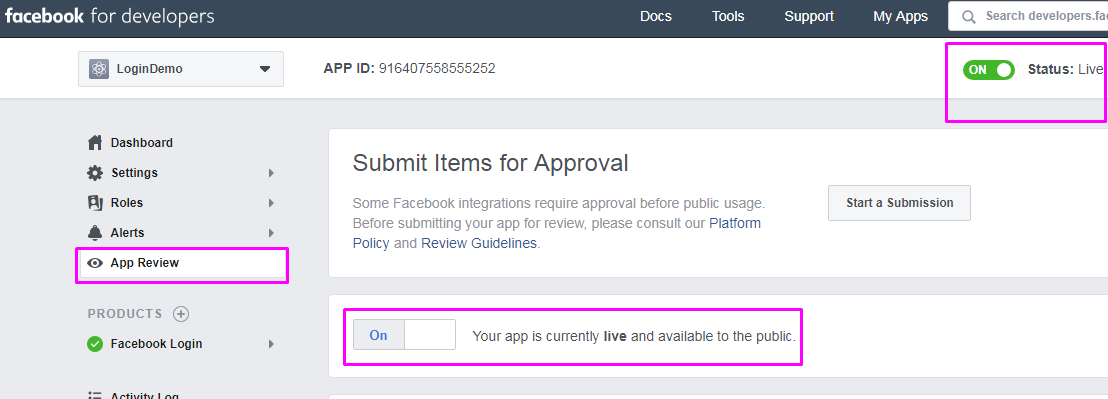 facebook for developers
Docs Tools Support My Apps Search developers.fa
LoginDemo
APP ID: 916407558555252
ON Status: Live
Dashboard
Settings
Roles
Alerts
App Review
PRODUCTS
Facebook Login
Activity Log
Submit Items for Approval
Some Facebook integrations require approval before public usage.
Before submitting your app for review, please consult our Platform
Policy and Review Guidelines.
Start a Submission
On
Your app is currently live and available to the public.